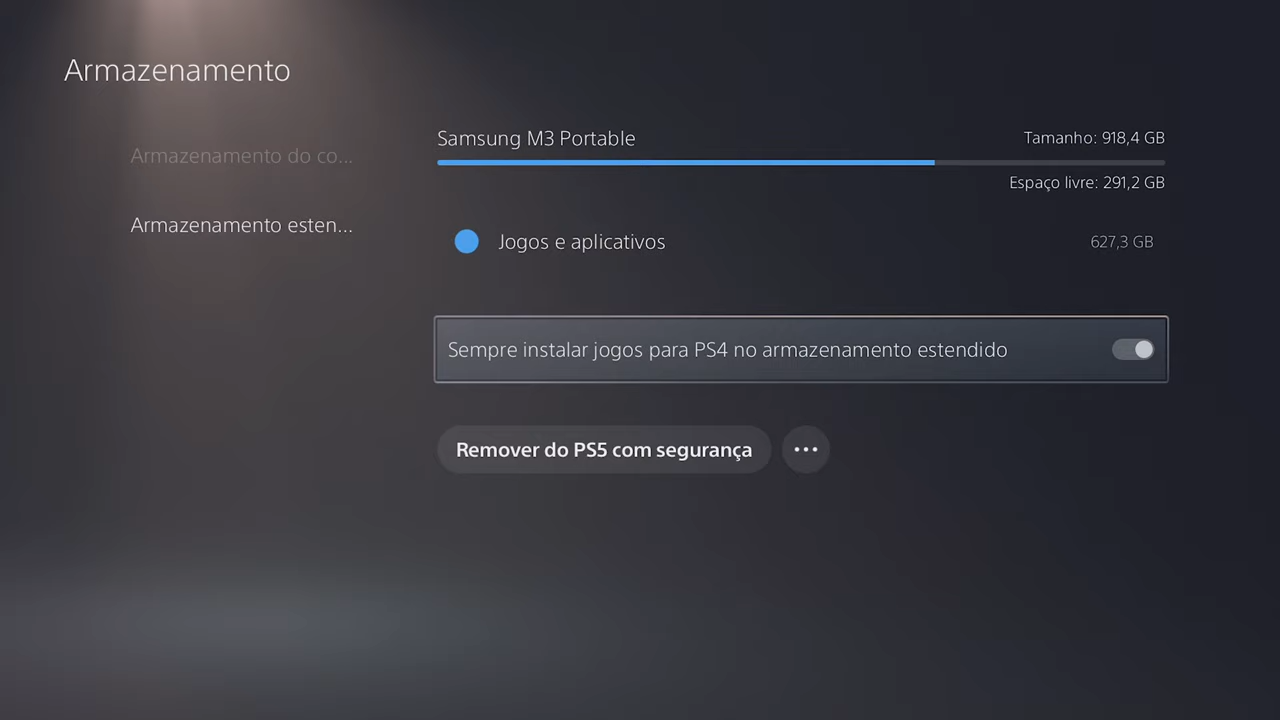 Armazenamento
Armazenamento do co...
Armazenamento esten...
Samsung M3 Portable
Tamanho: 918,4 GB
Espaço livre: 291,2 GB
Jogos e aplicativos
627,3 GB
Sempre instalar jogos para PS4 no armazenamento estendido
Remover do PS5 com segurança
...